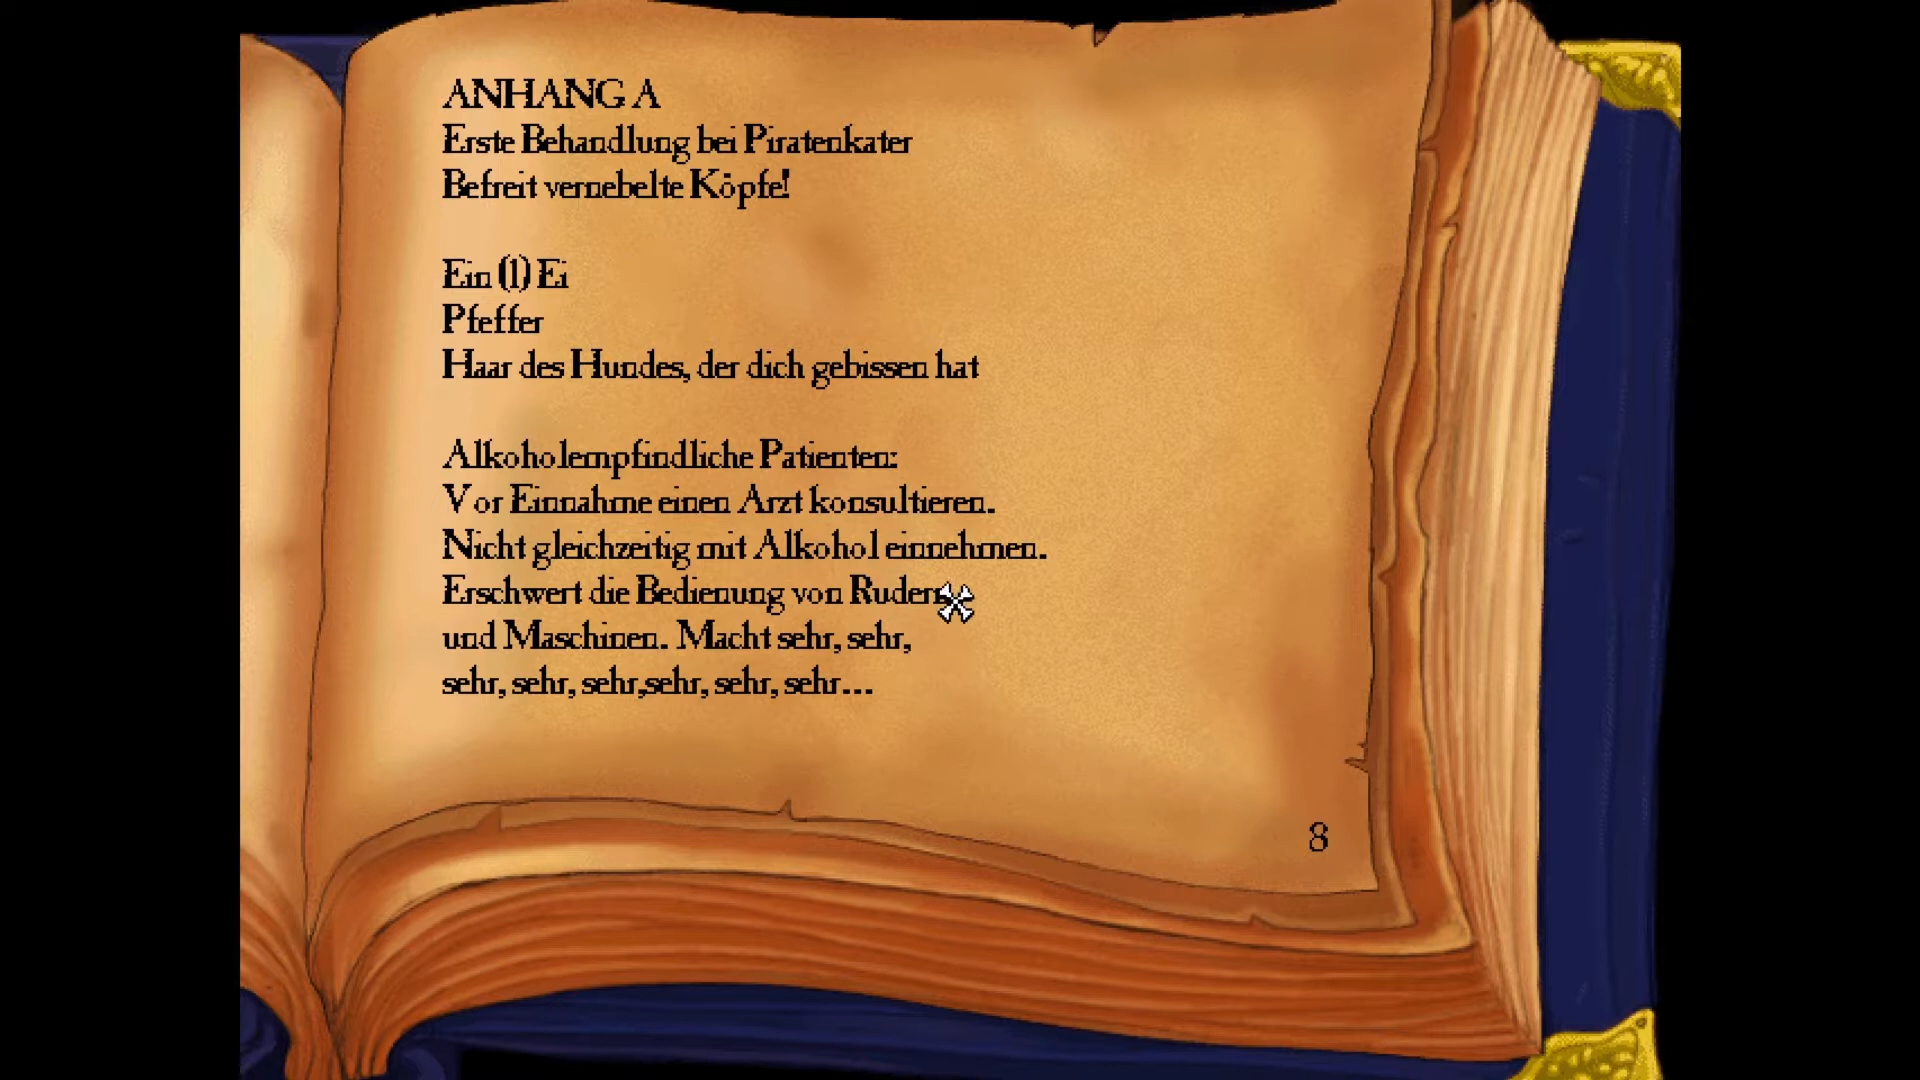 ANHANG A
Erste Behandlung bei Piratenkater
Befreit vernebelte Köpfe!
Ein (1) Ei
Pfeffer
Haar des Hundes, der dich gebissen hat
Alkoholempfindliche Patienten:
Vor Einnahme einen Arzt konsultieren.
Nicht gleichzeitig mit Alkohol einnehmen.
Erschwert die Bedienung von Rudern
und Maschinen. Macht sehr, sehr,
sehr, sehr, sehr,sehr, sehr, sehr...
8